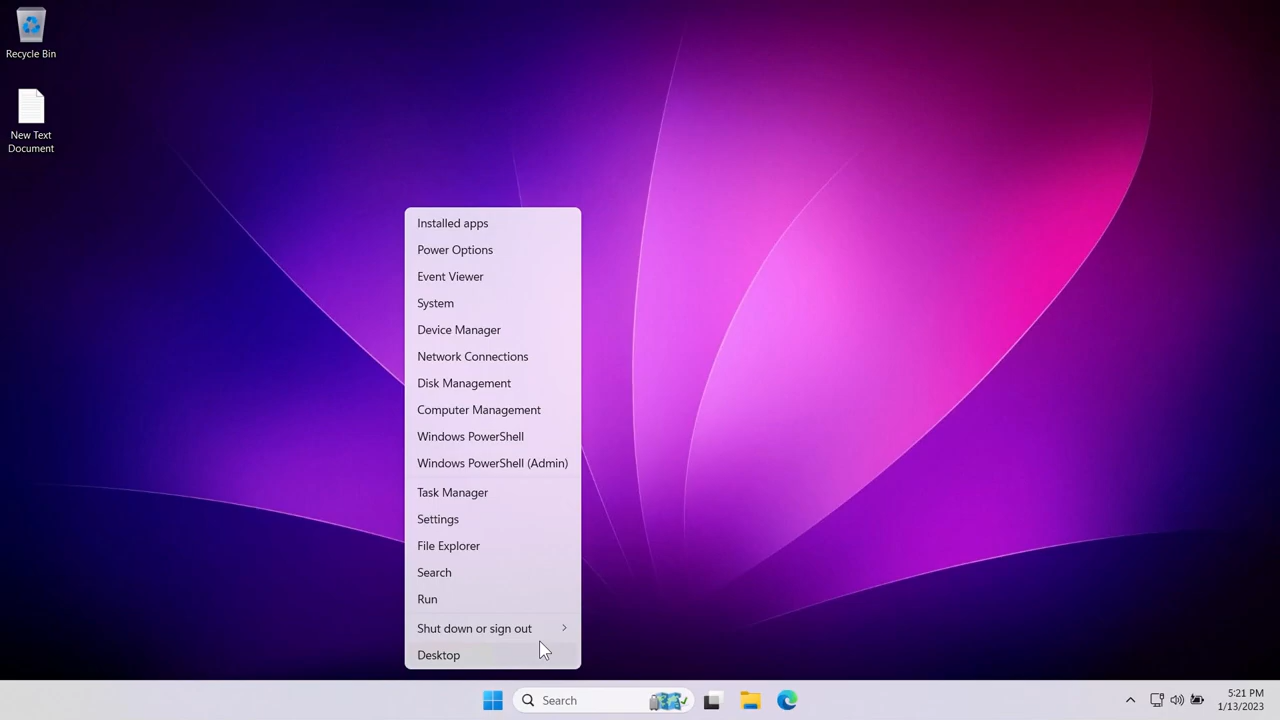 Recycle Bin
New Text
Document
Installed apps
Power Options
Event Viewer
System
Device Manager
Network Connections
Disk Management
Computer Management
Windows PowerShell
Windows PowerShell (Admin)
Task Manager
Settings
File Explorer
Search
Run
Shut down or sign out
Desktop
Search
5:21 PM
1/13/2023